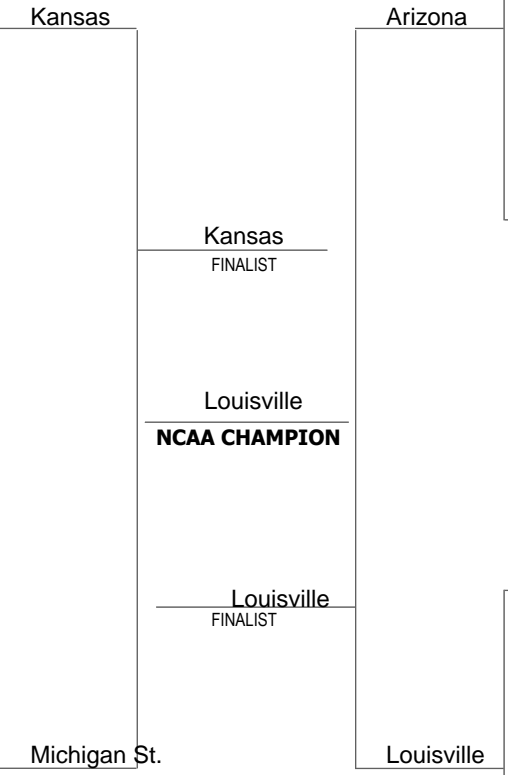 Kansas
Arizona
Kansas
FINALIST
Louisville
NCAA CHAMPION
Louisville
FINALIST
Michigan St.
Louisville